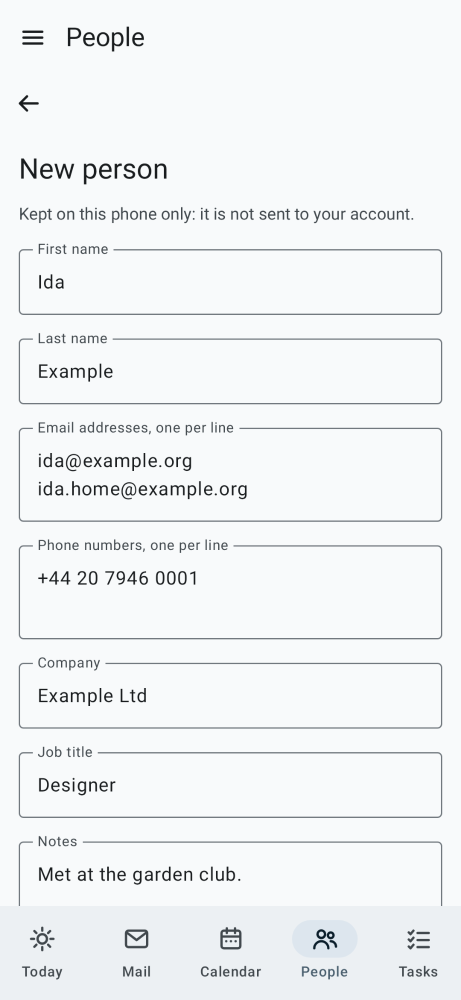 People
New person
Kept on this phone only: it is not sent to your account.
First name
Ida
Last name
Example
Email addresses, one per line
ida@example.org
ida.home@example.org
Phone numbers, one per line
+44 20 7946 0001
Company
Example Ltd
Job title
Designer
Notes
Met at the garden club.
Today
Mail
Calendar
People
Tasks